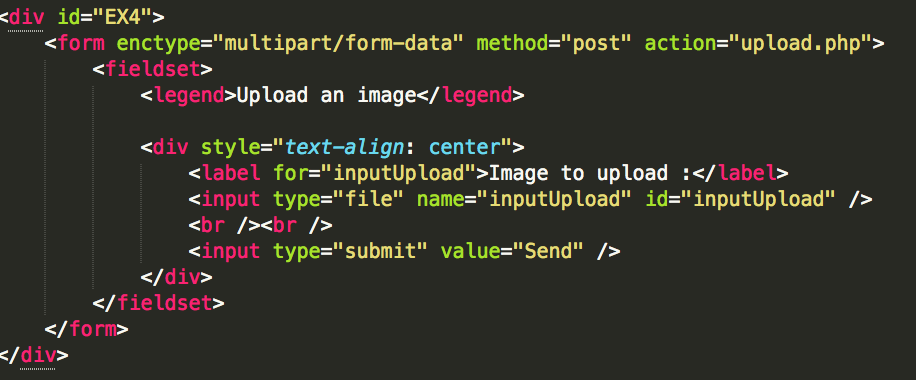 <div id="EX4">
    <form enctype="multipart/form-data" method="post" action="upload.php">
        <fieldset>
            <legend>Upload an image</legend>

            <div style="text-align: center">
                <label for="inputUpload">Image to upload :</label>
                <input type="file" name="inputUpload" id="inputUpload" />
                <br /><br />
                <input type="submit" value="Send" />
            </div>
        </fieldset>
    </form>
</div>